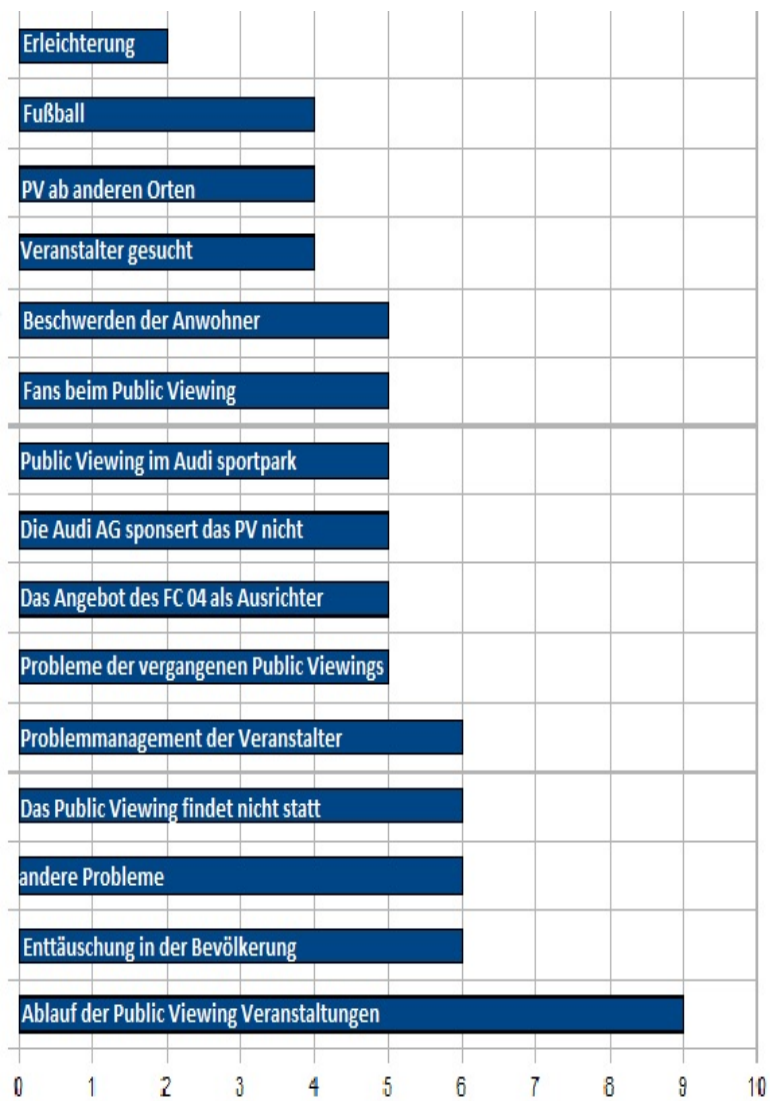 Erleichterung
Fußball
PV ab anderen Orten
Veranstalter gesucht
Beschwerden der Anwohner
Fans beim Public Viewing
Public Viewing im Audi sportpark
Die Audi AG sponsert das PV nicht
Das Angebot des FC 04 als Ausrichter
Probleme der vergangenen Public Viewings
Problemmanagement der Veranstalter
Das Public Viewing findet nicht statt
andere Probleme
Enttäuschung in der Bevölkerung
Ablauf der Public Viewing Veranstaltungen
0 1 2 3 4 5 6 7 8 9 10